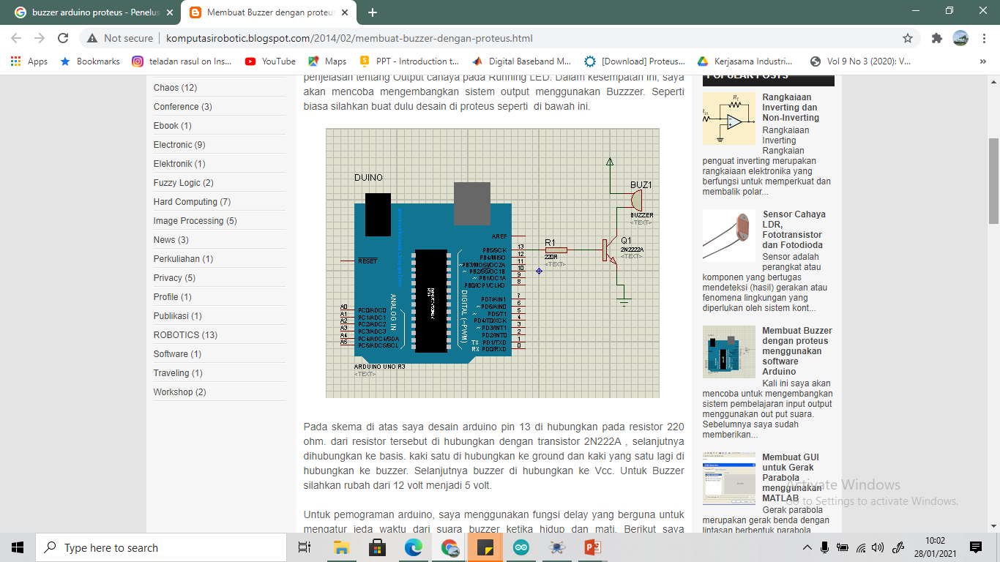 buzzer arduino proteus - Penelus
Membuat Buzzer dengan proteus
Not secure
komputasirobotic.blogspot.com/2014/02/membuat-buzzer-dengan-proteus.html
Apps
Bookmarks
teladan rasul on Ins...
YouTube
Maps
PPT - Introduction t...
Digital Baseband M...
[Download] Proteus...
Kerjasama Industri...
Vol 9 No 3 (2020): V...
Chaos (12)
Conference (3)
Ebook (1)
Electronic (9)
Elektronik (1)
Fuzzy Logic (2)
Hard Computing (7)
Image Processing (5)
News (3)
Perkuliahan (1)
Privacy (5)
Profile (1)
Publikasi (1)
ROBOTICS (13)
Software (1)
Traveling (1)
Workshop (2)
penjelasan tentang Output cahaya pada Running LED. Dalam kesempatan ini, saya
akan mencoba mengembangkan sistem output menggunakan Buzzzer. Seperti
biasa silahkan buat dulu desain di proteus seperti di bawah ini.
DUINO
BUZ1
BUZZER
<TEXT>
AREF
RESET
13
PB5/SCK
12
PB4/MISO
11
~PB3/MOSI/OC2A
10
~ PB2/SS/OC1B
9
~ PB1/OC1A
8
PB0/ICP1/CLKO
7
PD7/AIN1
6
~ PD6/AIN0
5
~ PD5/T1
4
PD4/T0/XCK
3
~ PD3/INT1
2
PD2/INT0
1
TX PD1/TXD
0
RX PD0/RXD
DIGITAL (~PWM)
ANALOG IN
A0
PC0/ADC0
A1
PC1/ADC1
A2
PC2/ADC2
A3
PC3/ADC3
A4
PC4/ADC4/SDA
A5
PC5/ADC5/SCL
R1
220R
<TEXT>
Q1
2N2222A
<TEXT>
ARDUINO UNO R3
<TEXT>
Pada skema di atas saya desain arduino pin 13 di hubungkan pada resistor 220
ohm. dari resistor tersebut di hubungkan dengan transistor 2N222A , selanjutnya
dihubungkan ke basis. kaki satu di hubungkan ke ground dan kaki yang satu lagi di
hubungkan ke buzzer. Selanjutnya buzzer di hubungkan ke Vcc. Untuk Buzzer
silahkan rubah dari 12 volt menjadi 5 volt.
Untuk pemograman arduino, saya menggunakan fungsi delay yang berguna untuk
mengatur jeda waktu dari suara buzzer ketika hidup dan mati. Berikut saya
POPULAR POSTS
Rangkaiaan
Inverting dan
Non-Inverting
Rangkaiaan
Inverting
Rangkaian
penguat inverting merupakan
rangkaiaan elektronika yang
berfungsi untuk memperkuat dan
membalik polar...
Sensor Cahaya
LDR,
Fototransistor
dan Fotodioda
Sensor adalah
perangkat atau
komponen yang bertugas
mendeteksi (hasil) gerakan atau
fenomena lingkungan yang
diperlukan oleh sistem kont...
Membuat Buzzer
dengan proteus
menggunakan
software
Arduino
Kali ini saya akan
mencoba untuk mengembangkan
sistem pembelajaran input output
menggunakan out put suara.
Sebelumnya saya sudah
memberikan...
Membuat GUI
untuk Gerak
Parabola
menggunakan
MATLAB
Gerak parabola
merupakan gerak benda dengan
lintasan berbentuk parabola
Activate Windows
Go to Settings to activate Windows.
Type here to search
10:02
28/01/2021